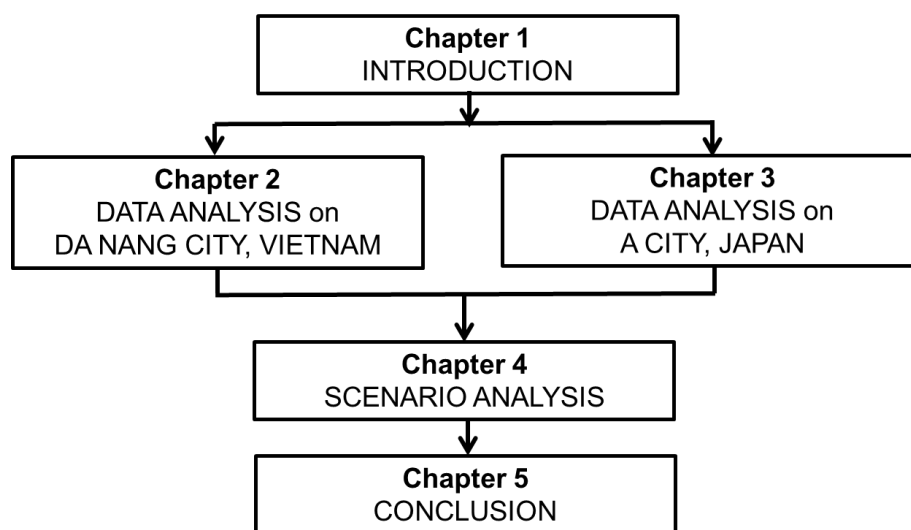 Chapter 1
INTRODUCTION
Chapter 2
DATA ANALYSIS on
DA NANG CITY, VIETNAM
Chapter 3
DATA ANALYSIS on
A CITY, JAPAN
Chapter 4
SCENARIO ANALYSIS
Chapter 5
CONCLUSION